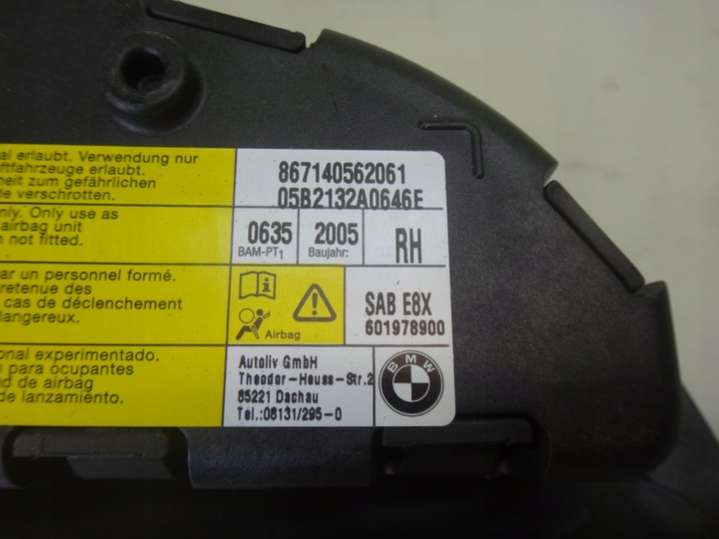 al erlaubt. Verwendung nur
ftfahrzeuge erlaubt.
heit zum gefährlichen
de verschrotten.
nly. Only use as
airbag unit
n not fitted.
ar un personnel formé.
retenue des
cas de déclenchement
dangereux.
onal experimentado.
n para ocupantes
d de airbag
de lanzamiento.
867140562061
05B2132A0646E
0635 2005 RH
BAM-PT1 Baujahr:
i
Airbag
SAB E8X
601978900
Autoliv GmbH
Theodor-Heuss-Str.2
85221 Dachau
Tel.:08131/295-0
BMW